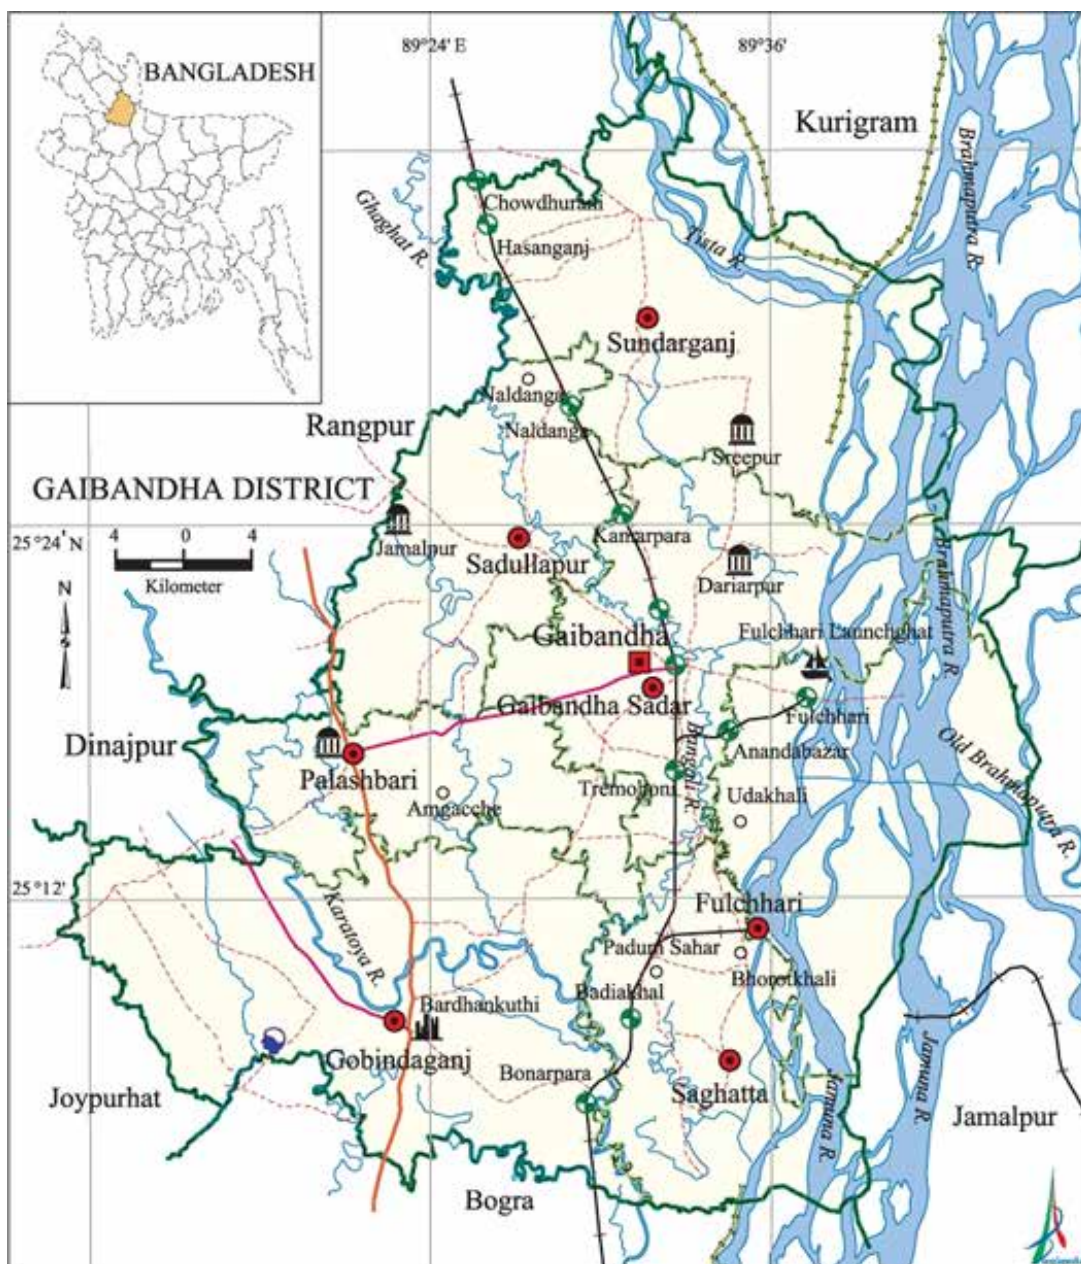 BANGLADESH
89°24' E
89°36'
Kurigram
Brahmaputra R.
Ghaghat R.
Chowdhurani
Hasanganj
Tista R.
Sundarganj
Naldanga
Naldanga
Rangpur
Sreepur
GAIBANDHA DISTRICT
Kamarpara
Jamalpur
25°24' N
4 0 4
Kilometer
Sadullapur
Dariarpur
Brahmaputra R.
N
S
Gaibandha
Fulchhari Launchghat
Gaibandha Sadar
Fulchhari
Dinajpur
Bangali R.
Anandabazar
Old Brahmaputra R.
Palashbari
Tremohoni
Udakhali
Amgacche
25°12'
Karatoya R.
Fulchhari
Padum Sahar
Bhorotkhali
Badiakhal
Bardhankuthi
Gobindaganj
Bonarpara
Saghatta
Joypurhat
Jamuna R.
Jamuna R.
Jamalpur
Bogra